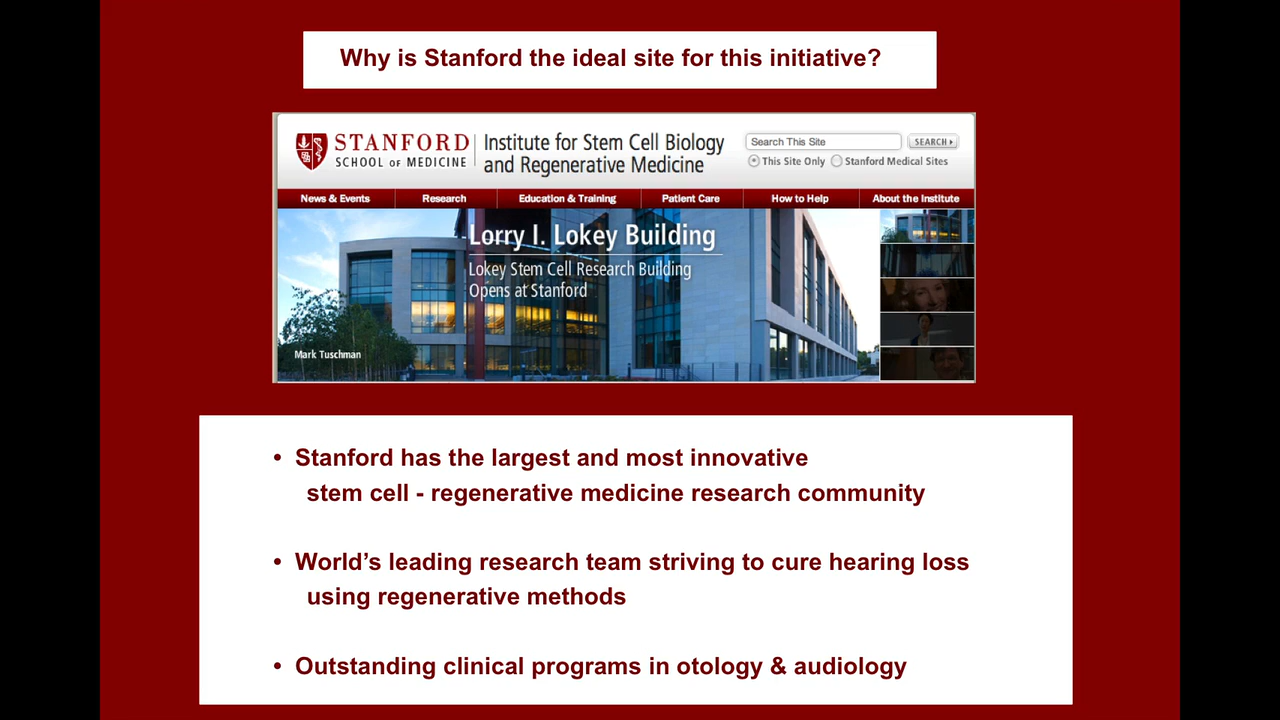 Why is Stanford the ideal site for this initiative?
STANFORD
SCHOOL OF MEDICINE
Institute for Stem Cell Biology
and Regenerative Medicine
Search This Site
SEARCH
This Site Only
Stanford Medical Sites
News & Events
Research
Education & Training
Patient Care
How to Help
About the Institute
Lorry I. Lokey Building
Lokey Stem Cell Research Building
Opens at Stanford
Mark Tuschman
• Stanford has the largest and most innovative
stem cell - regenerative medicine research community
• World’s leading research team striving to cure hearing loss
using regenerative methods
• Outstanding clinical programs in otology & audiology